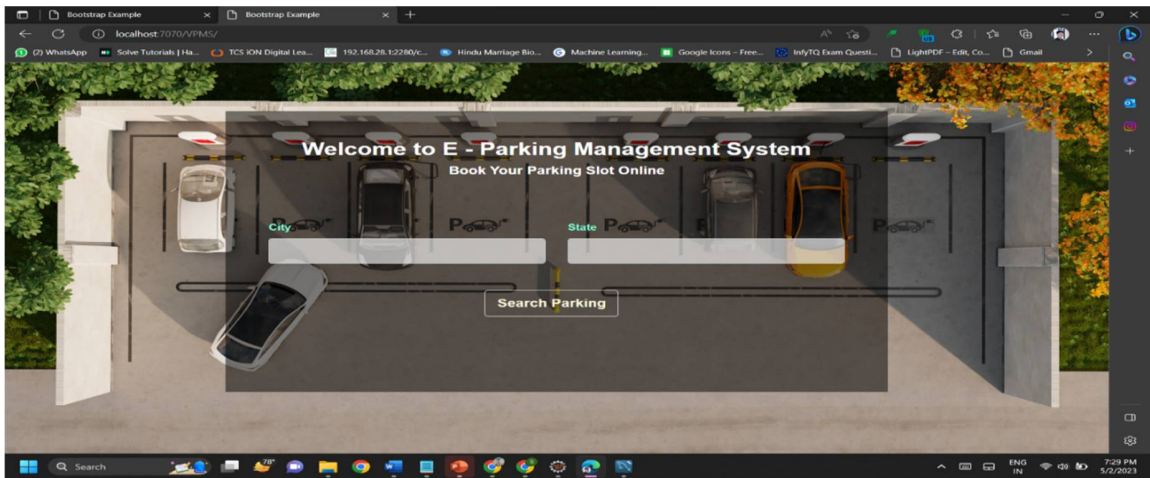 Bootstrap Example
Bootstrap Example
localhost:7070/VPMS/
(2) WhatsApp
Solve Tutorials | Ha...
TCS iON Digital Lea...
192.168.28.1:2280/c...
Hindu Marriage Bio...
Machine Learning...
Google Icons – Free...
InfyTQ Exam Questi...
LightPDF – Edit, Co...
Gmail
Welcome to E - Parking Management System
Book Your Parking Slot Online
City
State
P
P
P
P
P
Search Parking
Search
78°
ENG
IN
7:29 PM
5/2/2023